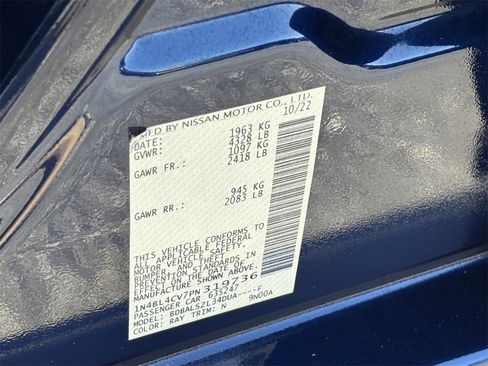 MFD BY NISSAN MOTOR CO., LTD.
DATE: 10/22
GVWR: 1963 KG
4328 LB
GAWR FR.: 1097 KG
2418 LB
GAWR RR.: 945 KG
2083 LB
THIS VEHICLE CONFORMS TO
ALL APPLICABLE FEDERAL
MOTOR VEHICLE SAFETY,
BUMPER, AND THEFT
PREVENTION STANDARDS IN
EFFECT ON THE DATE OF
MANUFACTURE SHOWN ABOVE.
1N4BL4CV7PN 319736
PASSENGER CAR 635247 F
MODEL: BDBALSZL34DUA
COLOR: RAY TRIM: N 9N00A